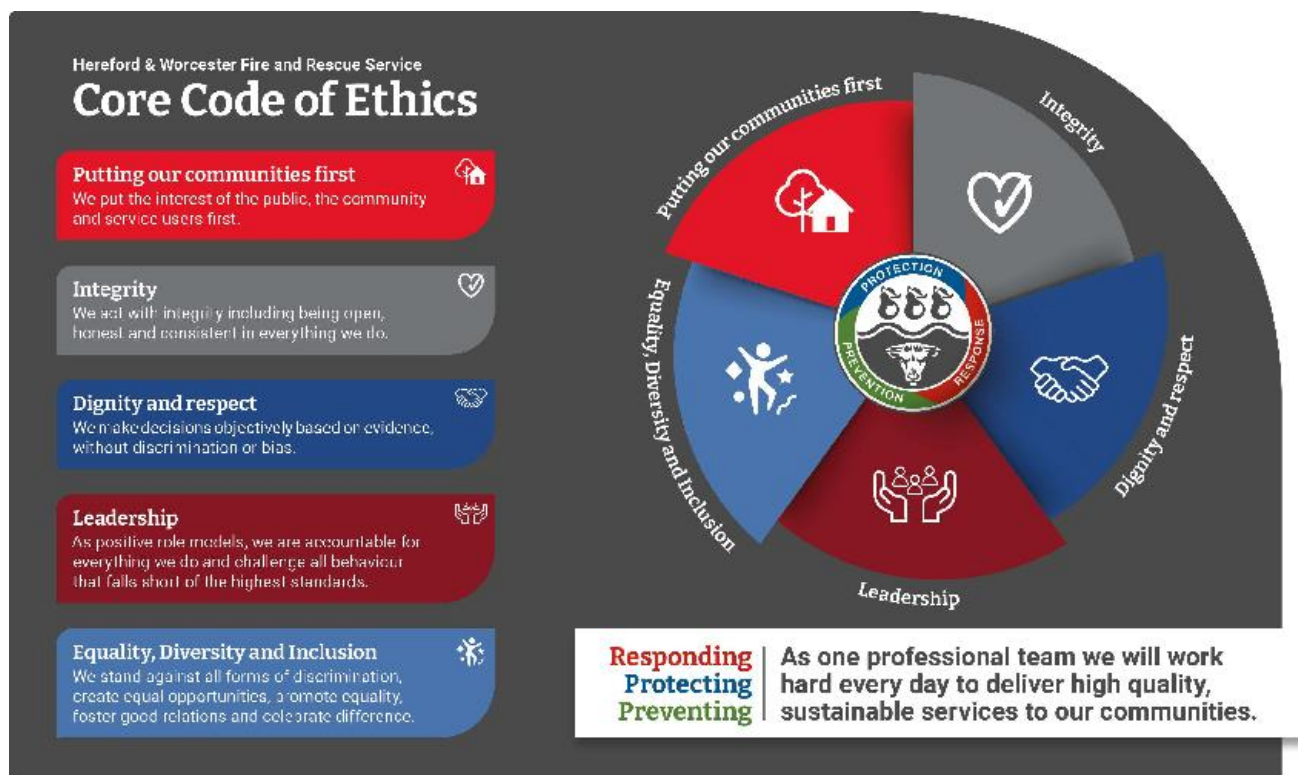 Hereford & Worcester Fire and Rescue Service
Core Code of Ethics
Putting our communities first
We put the interest of the public, the community
and service users first.
Integrity
We act with integrity including being open,
honest and consistent in everything we do.
Dignity and respect
We make decisions objectively based on evidence,
without discrimination or bias.
Leadership
As positive role models, we are accountable for
everything we do and challenge all behaviour
that falls short of the highest standards.
Equality, Diversity and Inclusion
We stand against all forms of discrimination,
create equal opportunities, promote equality,
foster good relations and celebrate difference.
Putting our communities first
Integrity
Dignity and respect
Leadership
Equality, Diversity and Inclusion
PROTECTION
RESPONSE
PREVENTION
Responding
Protecting
Preventing
As one professional team we will work
hard every day to deliver high quality,
sustainable services to our communities.